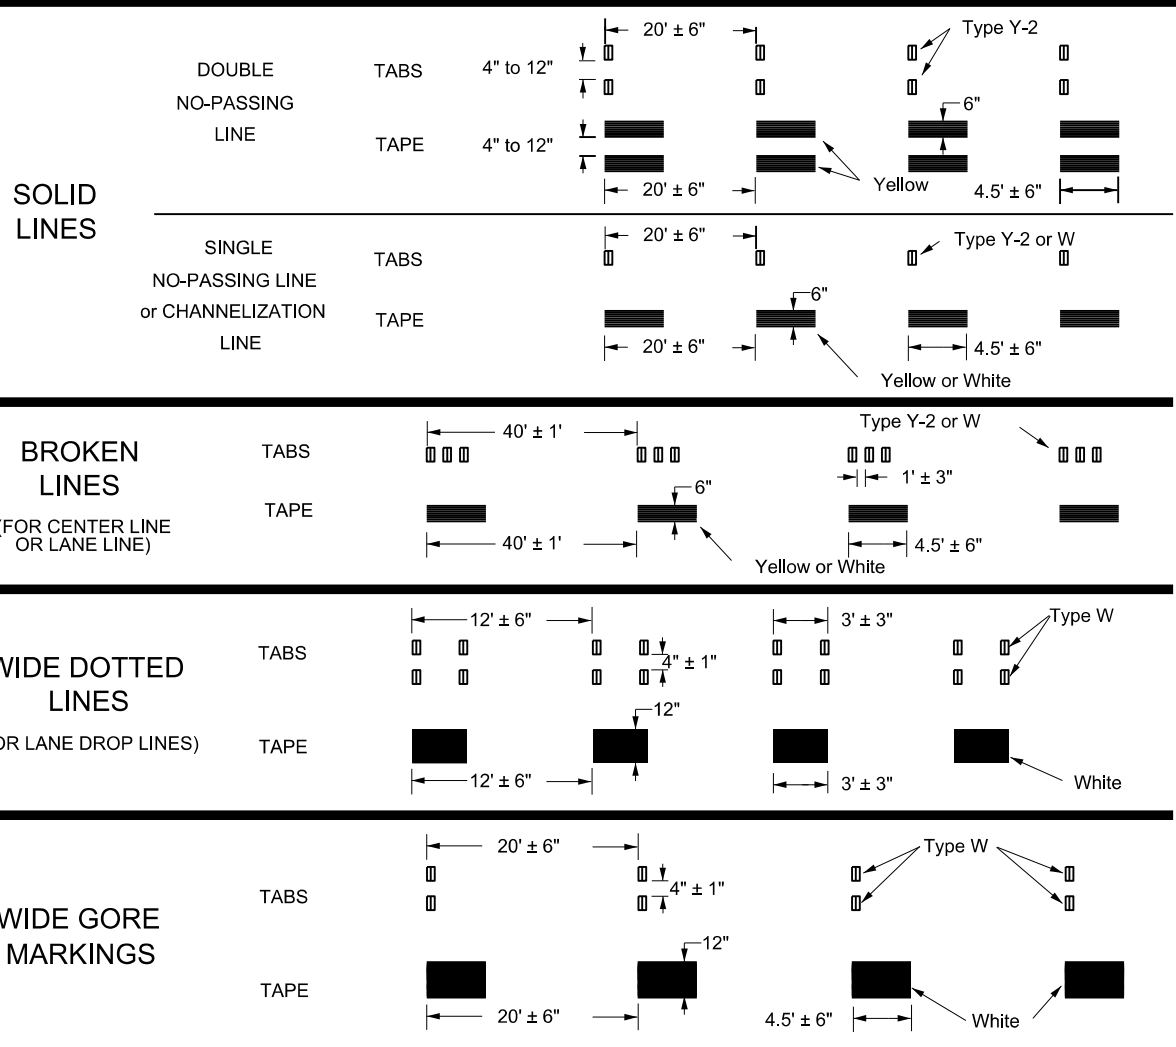 SOLID
LINES
DOUBLE
NO-PASSING
LINE
TABS
4" to 12"
20' ± 6"
Type Y-2
TAPE
4" to 12"
6"
20' ± 6"
Yellow
4.5' ± 6"
SINGLE
NO-PASSING LINE
or CHANNELIZATION
LINE
TABS
20' ± 6"
Type Y-2 or W
TAPE
6"
20' ± 6"
4.5' ± 6"
Yellow or White
BROKEN
LINES
(FOR CENTER LINE
OR LANE LINE)
TABS
40' ± 1'
Type Y-2 or W
1' ± 3"
TAPE
6"
40' ± 1'
4.5' ± 6"
Yellow or White
WIDE DOTTED
LINES
OR LANE DROP LINES)
TABS
12' ± 6"
3' ± 3"
Type W
4" ± 1"
TAPE
12"
12' ± 6"
3' ± 3"
White
WIDE GORE
MARKINGS
TABS
20' ± 6"
Type W
4" ± 1"
TAPE
12"
20' ± 6"
4.5' ± 6"
White